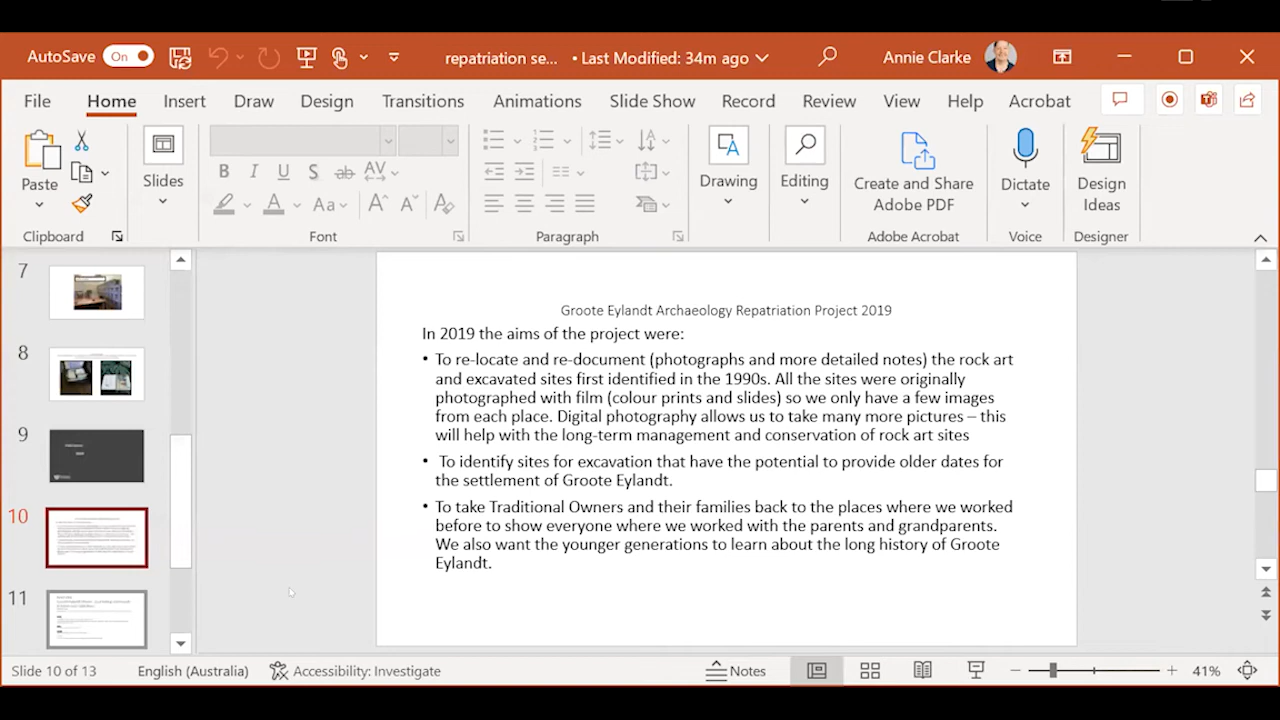 AutoSave On repatriation se... • Last Modified: 34m ago Annie Clarke
File Home Insert Draw Design Transitions Animations Slide Show Record Review View Help Acrobat
Paste
Slides
B I U S ab AV
A Aa A A A
Drawing
Editing
Create and Share
Adobe PDF
Dictate
Design
Ideas
Clipboard Font Paragraph Adobe Acrobat Voice Designer
7
8
9
10
11
Groote Eylandt Archaeology Repatriation Project 2019
In 2019 the aims of the project were:
• To re-locate and re-document (photographs and more detailed notes) the rock art
and excavated sites first identified in the 1990s. All the sites were originally
photographed with film (colour prints and slides) so we only have a few images
from each place. Digital photography allows us to take many more pictures – this
will help with the long-term management and conservation of rock art sites
• To identify sites for excavation that have the potential to provide older dates for
the settlement of Groote Eylandt.
• To take Traditional Owners and their families back to the places where we worked
before to show everyone where we worked with the parents and grandparents.
We also want the younger generations to learn about the long history of Groote
Eylandt.
Slide 10 of 13 English (Australia) Accessibility: Investigate Notes 41%